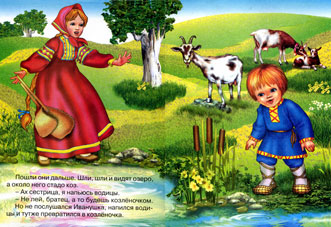 Пошли они дальше. Шли, шли и видят озеро,
а около него стадо коз.
– Ах сестрица, я напьюсь водицы.
– Не пей, братец, а то будешь козлёночком.
Но не послушался Иванушка, напился води-
цы и тут же превратился в козлёночка.